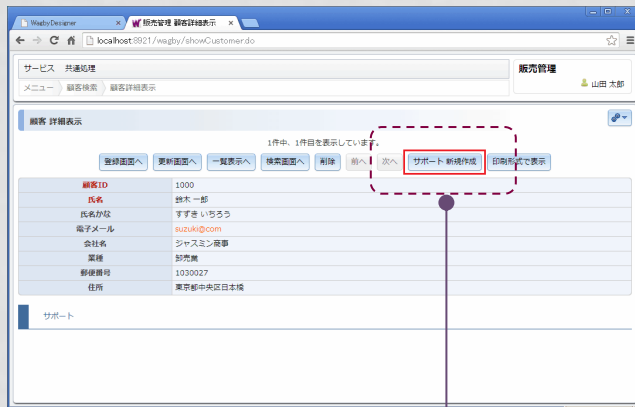 WagbyDesigner
販売管理 顧客詳細表示
localhost:8921/wagby/showCustomer.do
サービス 共通処理
販売管理
メニュー 顧客検索 顧客詳細表示
山田 太郎
顧客 詳細表示
1件中、1件目を表示しています。
登録画面へ 更新画面へ 一覧表示へ 検索画面へ 削除 前へ 次へ サポート 新規作成 印刷形式で表示
顧客ID 1000
氏名 鈴木 一郎
氏名かな すずき いちろう
電子メール suzuki@com
会社名 ジャスミン商事
業種 卸売業
郵便番号 1030027
住所 東京都中央区日本橋
サポート